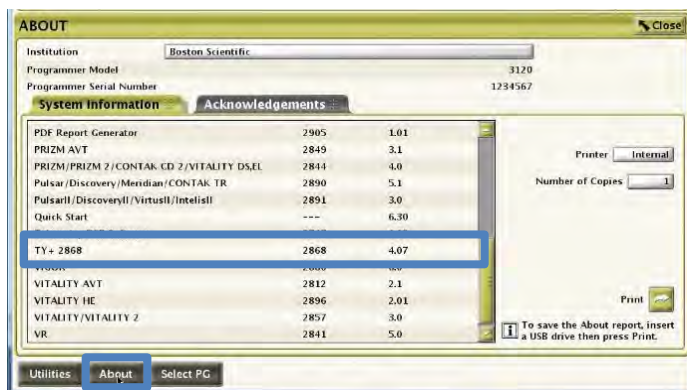 ABOUT Close
Institution Boston Scientific
Programmer Model 3120
Programmer Serial Number 1234567
System Information Acknowledgements
PDF Report Generator 2905 1.01
PRIZM AVT 2849 3.1
PRIZM/PRIZM 2/CONTAK CD 2/VITALITY DS,EL 2844 4.0
Pulsar/Discovery/Meridian/CONTAK TR 2890 5.1
PulsarII/DiscoveryII/VirtusII/IntelisII 2891 3.0
Quick Start --- 6.30
TY+ 2868 2868 4.07
VITALITY AVT 2812 2.1
VITALITY HE 2896 2.01
VITALITY/VITALITY 2 2857 3.0
VR 2841 5.0
Printer Internal
Number of Copies 1
Print
To save the About report, insert
a USB drive then press Print.
Utilities About Select PG